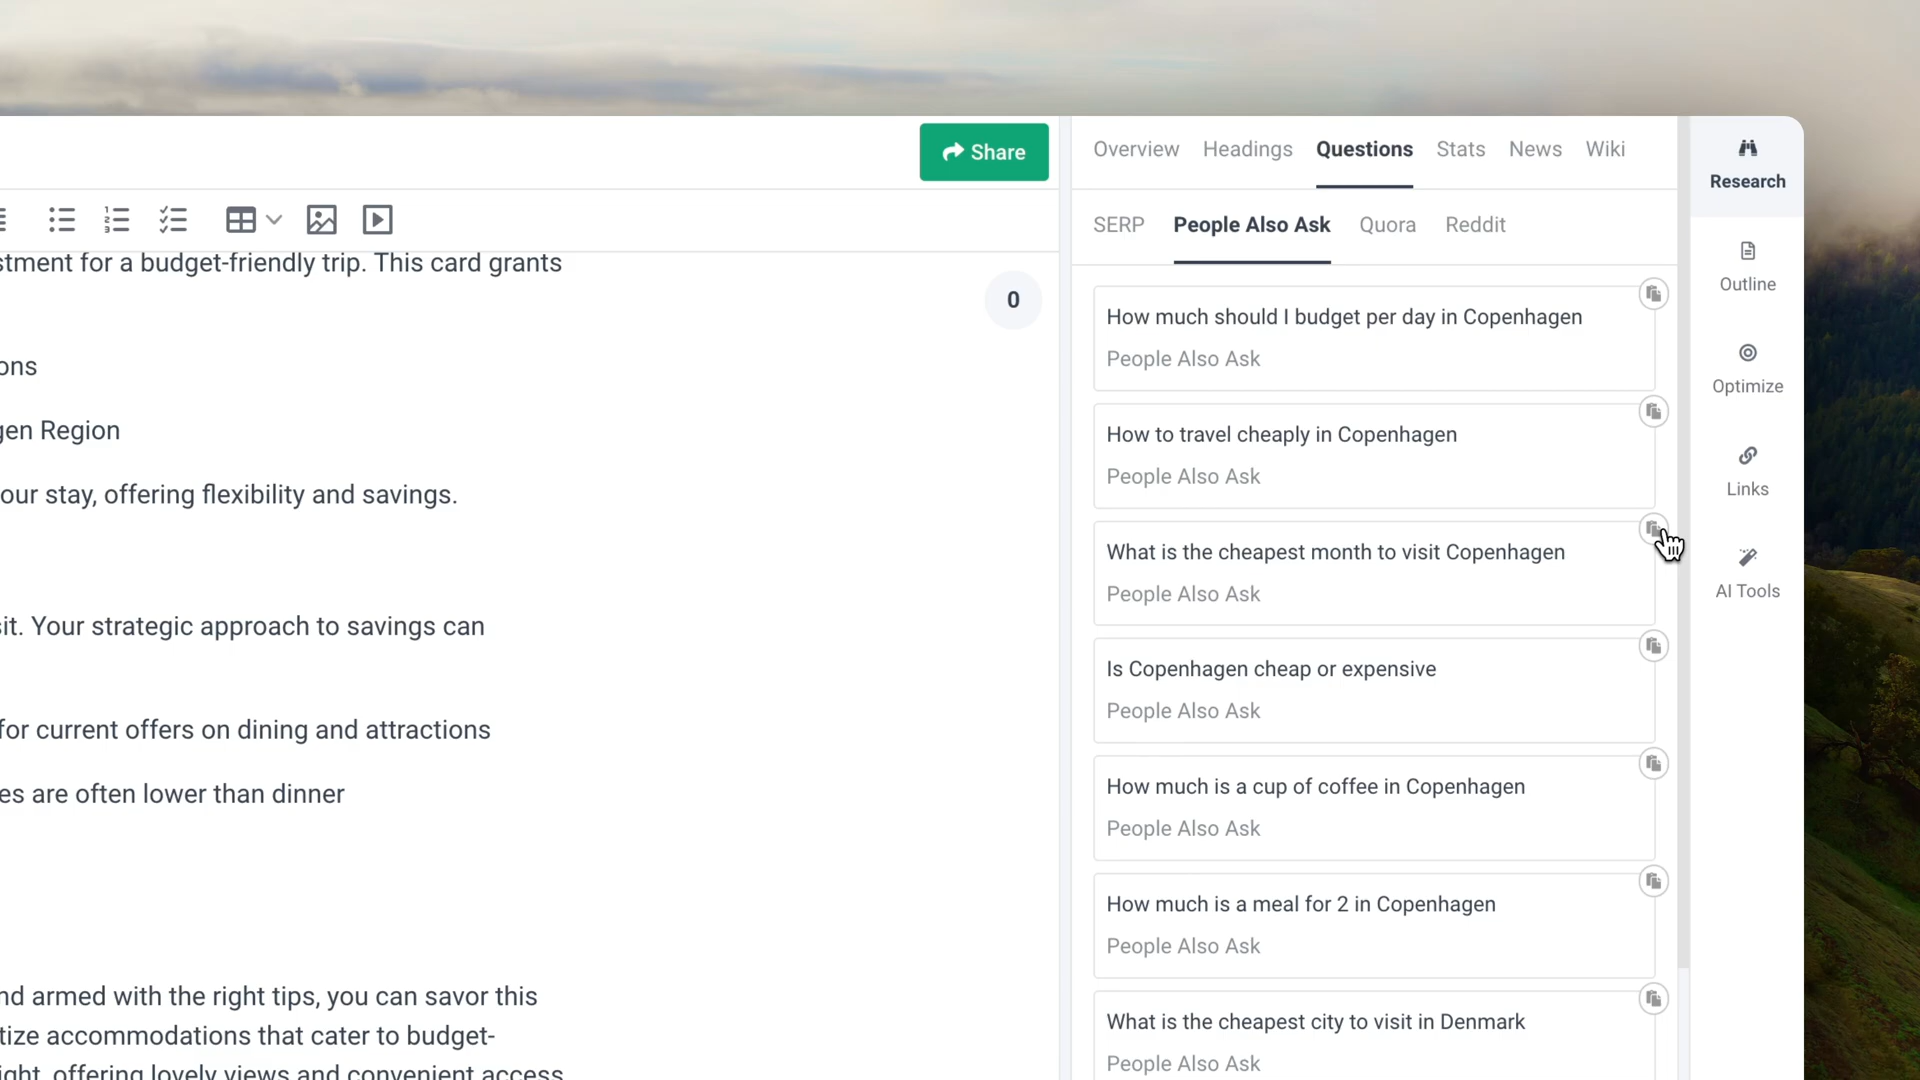 Share
stment for a budget-friendly trip. This card grants
0
ons
gen Region
our stay, offering flexibility and savings.
sit. Your strategic approach to savings can
for current offers on dining and attractions
es are often lower than dinner
nd armed with the right tips, you can savor this
tize accommodations that cater to budget-
ight, offering lovely views and convenient access
Overview Headings Questions Stats News Wiki
SERP People Also Ask Quora Reddit
How much should I budget per day in Copenhagen
People Also Ask
How to travel cheaply in Copenhagen
People Also Ask
What is the cheapest month to visit Copenhagen
People Also Ask
Is Copenhagen cheap or expensive
People Also Ask
How much is a cup of coffee in Copenhagen
People Also Ask
How much is a meal for 2 in Copenhagen
People Also Ask
What is the cheapest city to visit in Denmark
People Also Ask
Research
Outline
Optimize
Links
AI Tools